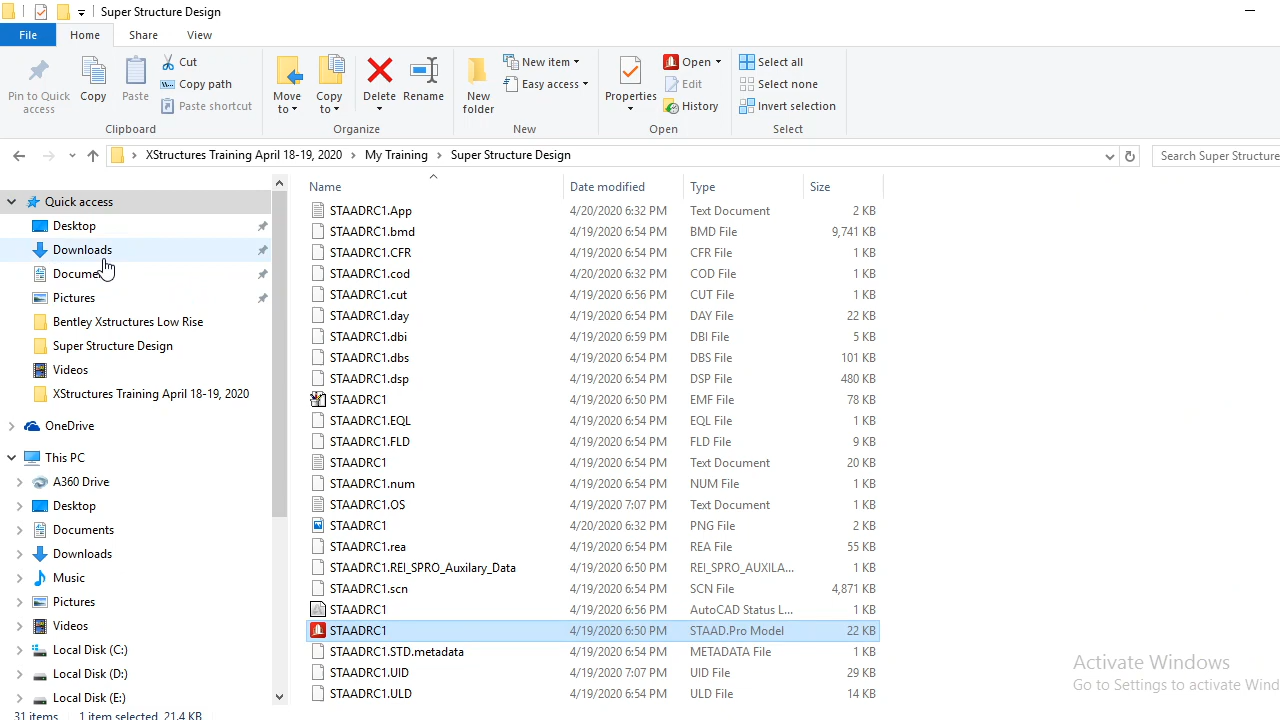 Super Structure Design
File Home Share View
Pin to Quick access
Copy
Paste
Cut
Copy path
Paste shortcut
Clipboard
Move to
Copy to
Delete
Rename
Organize
New folder
New item
Easy access
New
Properties
Open
Edit
History
Open
Select all
Select none
Invert selection
Select
XStructures Training April 18-19, 2020 › My Training › Super Structure Design
Search Super Structure
Quick access
Desktop
Downloads
Pictures
Bentley Xstructures Low Rise
Super Structure Design
Videos
XStructures Training April 18-19, 2020
OneDrive
This PC
A360 Drive
Desktop
Documents
Downloads
Music
Pictures
Videos
Local Disk (C:)
Local Disk (D:)
Local Disk (E:)
Name Date modified Type Size
STAADRC1.App 4/20/2020 6:32 PM Text Document 2 KB
STAADRC1.bmd 4/19/2020 6:54 PM BMD File 9,741 KB
STAADRC1.CFR 4/19/2020 6:54 PM CFR File 1 KB
STAADRC1.cod 4/20/2020 6:32 PM COD File 1 KB
STAADRC1.cut 4/19/2020 6:56 PM CUT File 1 KB
STAADRC1.day 4/19/2020 6:54 PM DAY File 22 KB
STAADRC1.dbi 4/19/2020 6:59 PM DBI File 5 KB
STAADRC1.dbs 4/19/2020 6:54 PM DBS File 101 KB
STAADRC1.dsp 4/19/2020 6:54 PM DSP File 480 KB
STAADRC1 4/19/2020 6:50 PM EMF File 78 KB
STAADRC1.EQL 4/19/2020 6:54 PM EQL File 1 KB
STAADRC1.FLD 4/19/2020 6:54 PM FLD File 9 KB
STAADRC1 4/19/2020 6:54 PM Text Document 20 KB
STAADRC1.num 4/19/2020 6:54 PM NUM File 1 KB
STAADRC1.OS 4/19/2020 7:07 PM Text Document 1 KB
STAADRC1 4/20/2020 6:32 PM PNG File 2 KB
STAADRC1.rea 4/19/2020 6:54 PM REA File 55 KB
STAADRC1.REI_SPRO_Auxilary_Data 4/19/2020 6:50 PM REI_SPRO_AUXILA... 1 KB
STAADRC1.scn 4/19/2020 6:54 PM SCN File 4,871 KB
STAADRC1 4/19/2020 6:56 PM AutoCAD Status L... 1 KB
STAADRC1 4/19/2020 6:50 PM STAAD.Pro Model 22 KB
STAADRC1.STD.metadata 4/19/2020 6:54 PM METADATA File 1 KB
STAADRC1.UID 4/19/2020 7:07 PM UID File 29 KB
STAADRC1.ULD 4/19/2020 6:54 PM ULD File 14 KB
Activate Windows
Go to Settings to activate Wind
31 items 1 item selected 21.4 KB